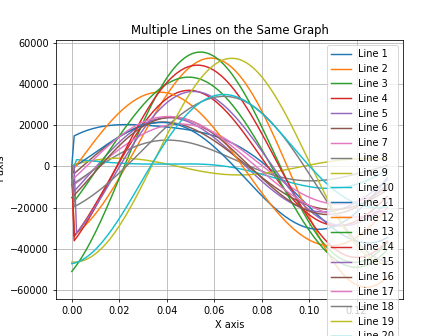 Multiple Lines on the Same Graph
60000
40000
20000
0
−20000
−40000
−60000
0.00
0.02
0.04
0.06
0.08
0.10
X axis
axis
Line 1
Line 2
Line 3
Line 4
Line 5
Line 6
Line 7
Line 8
Line 9
Line 10
Line 11
Line 12
Line 13
Line 14
Line 15
Line 16
Line 17
Line 18
Line 19
Line 20